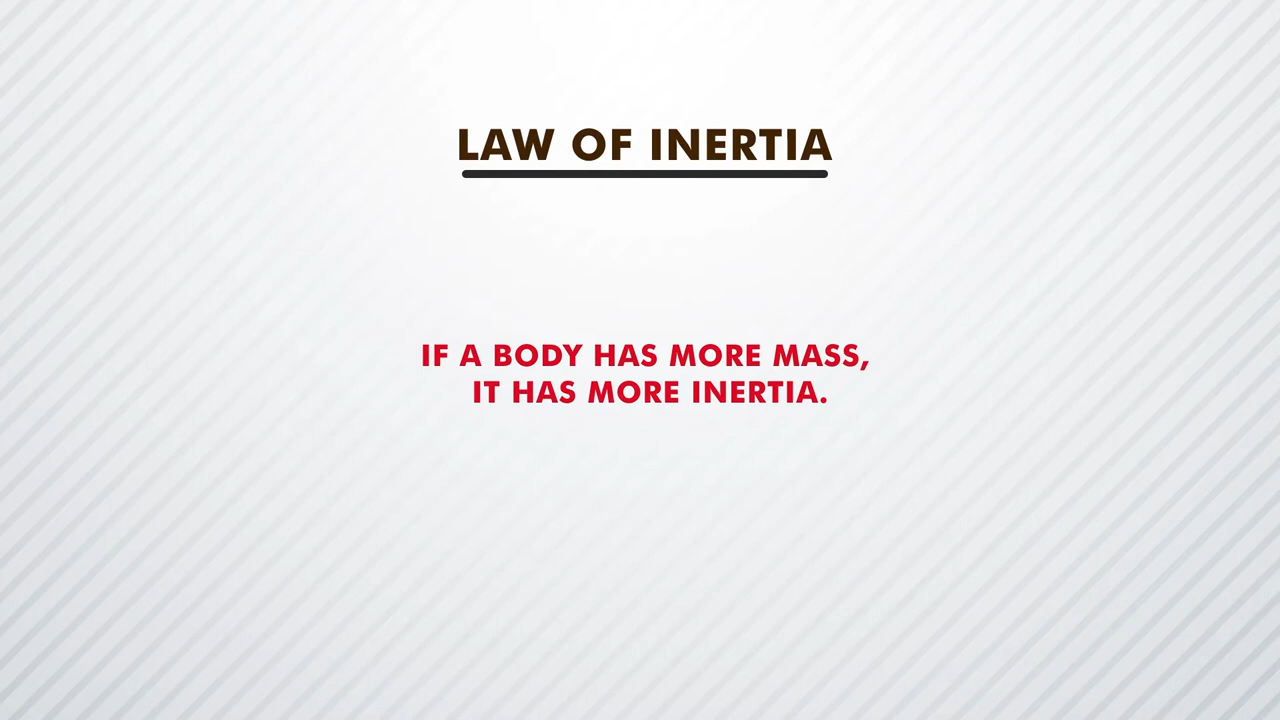 LAW OF INERTIA
IF A BODY HAS MORE MASS,
IT HAS MORE INERTIA.